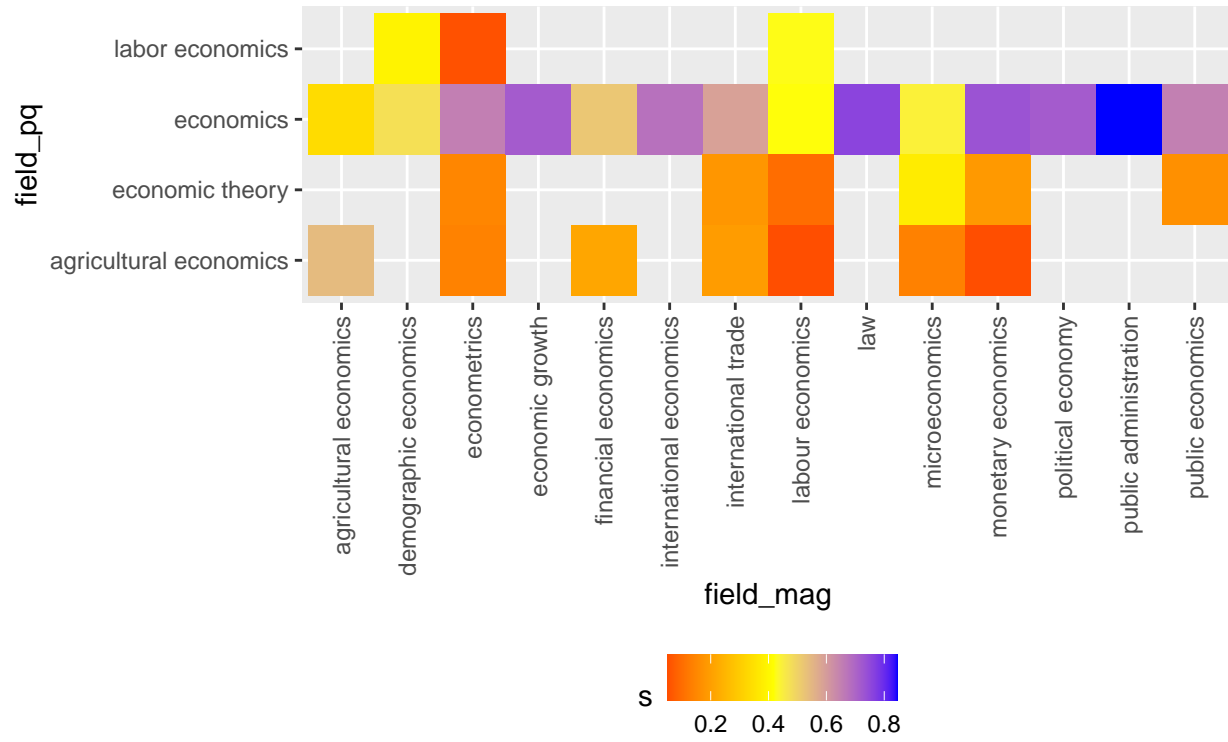 labor economics
economics
economic theory
agricultural economics
field_pq
agricultural economics
demographic economics
econometrics
economic growth
financial economics
international economics
international trade
labour economics
law
microeconomics
monetary economics
political economy
public administration
public economics
field_mag
s
0.2 0.4 0.6 0.8